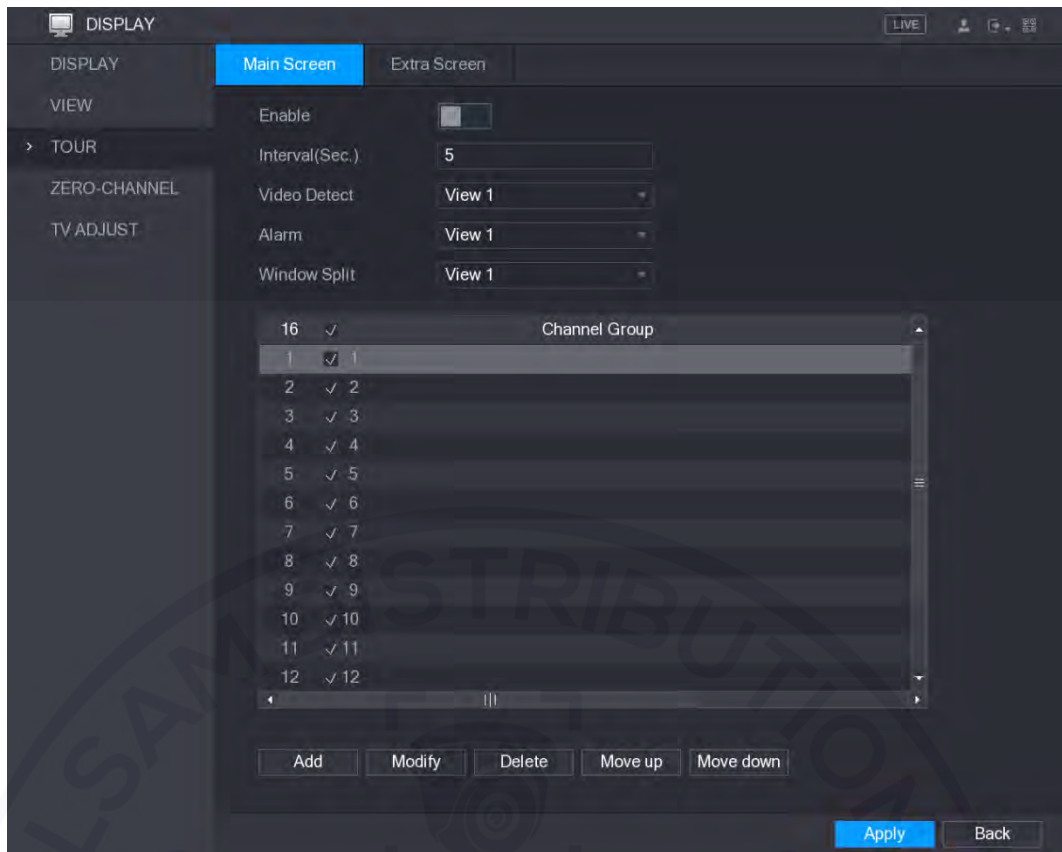 DISPLAY LIVE
DISPLAY
VIEW
TOUR
ZERO-CHANNEL
TV ADJUST
Main Screen Extra Screen
Enable
Interval(Sec.) 5
Video Detect View 1
Alarm View 1
Window Split View 1
16 Channel Group
1 1
2 2
3 3
4 4
5 5
6 6
7 7
8 8
9 9
10 10
11 11
12 12
Add Modify Delete Move up Move down
Apply Back